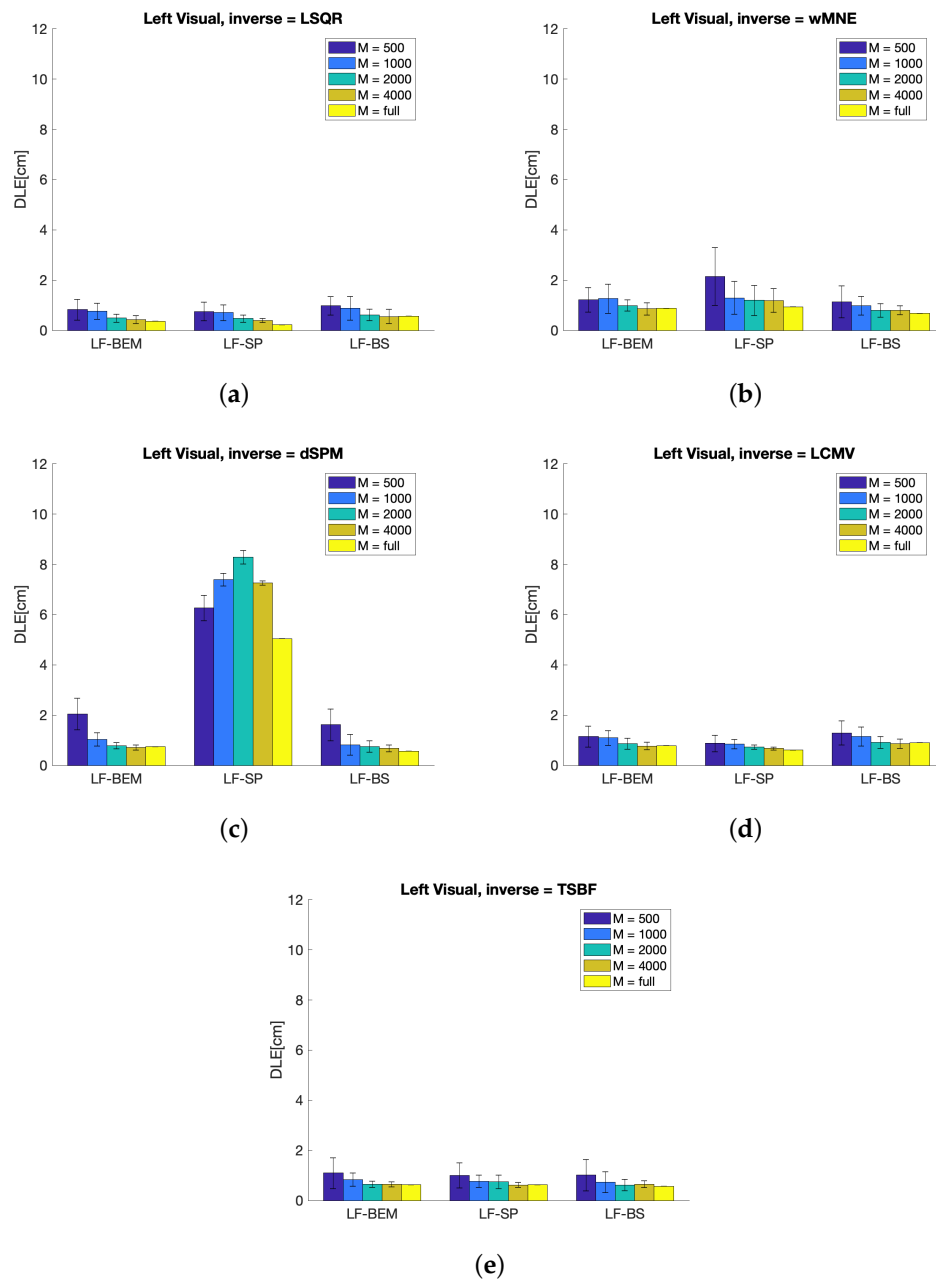 Left Visual, inverse = LSQR
12
10
8
6
4
2
0
DLE[cm]
M = 500
M = 1000
M = 2000
M = 4000
M = full
LF-BEM LF-SP LF-BS
(a)
Left Visual, inverse = wMNE
12
10
8
6
4
2
0
DLE[cm]
M = 500
M = 1000
M = 2000
M = 4000
M = full
LF-BEM LF-SP LF-BS
(b)
Left Visual, inverse = dSPM
12
10
8
6
4
2
0
DLE[cm]
M = 500
M = 1000
M = 2000
M = 4000
M = full
LF-BEM LF-SP LF-BS
(c)
Left Visual, inverse = LCMV
12
10
8
6
4
2
0
DLE[cm]
M = 500
M = 1000
M = 2000
M = 4000
M = full
LF-BEM LF-SP LF-BS
(d)
Left Visual, inverse = TSBF
12
10
8
6
4
2
0
DLE[cm]
M = 500
M = 1000
M = 2000
M = 4000
M = full
LF-BEM LF-SP LF-BS
(e)